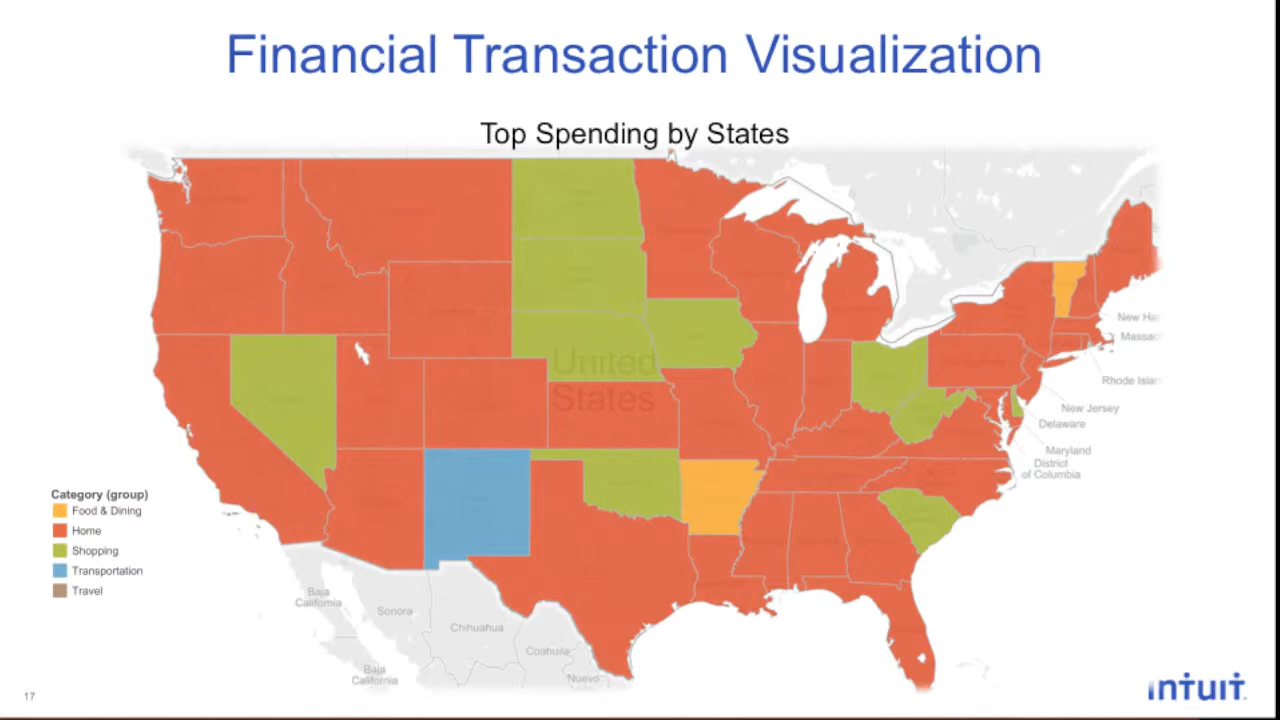 Financial Transaction Visualization
Top Spending by States
United
States
New Ha
Massac
Rhode Islan
New Jersey
Delaware
Maryland
District
of Columbia
Category (group)
Food & Dining
Home
Shopping
Transportation
Travel
Baja
California
Sonora
Chihuahua
Coahuila
Baja
California
Nuevo
17
intuit